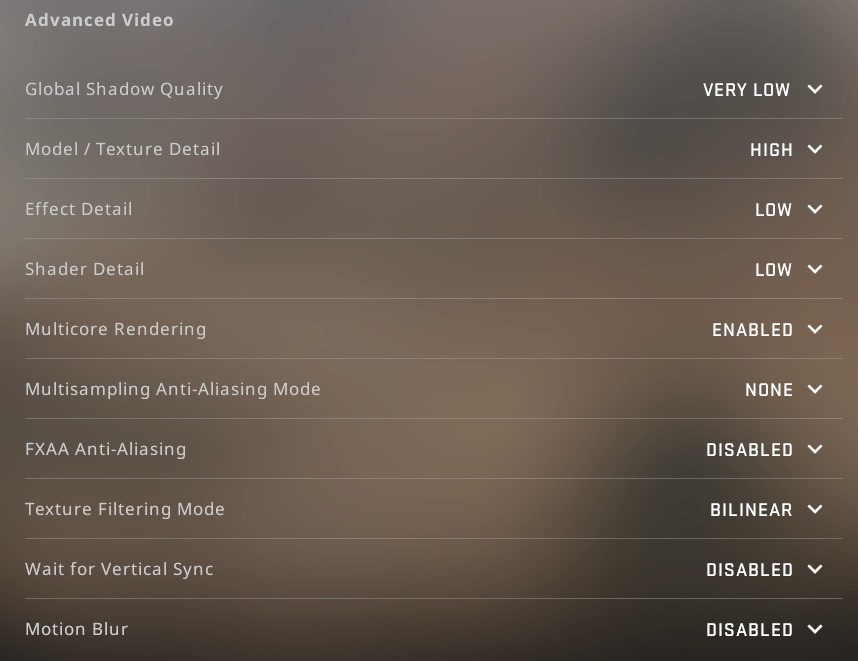 Advanced Video
Global Shadow Quality VERY LOW
Model / Texture Detail HIGH
Effect Detail LOW
Shader Detail LOW
Multicore Rendering ENABLED
Multisampling Anti-Aliasing Mode NONE
FXAA Anti-Aliasing DISABLED
Texture Filtering Mode BILINEAR
Wait for Vertical Sync DISABLED
Motion Blur DISABLED